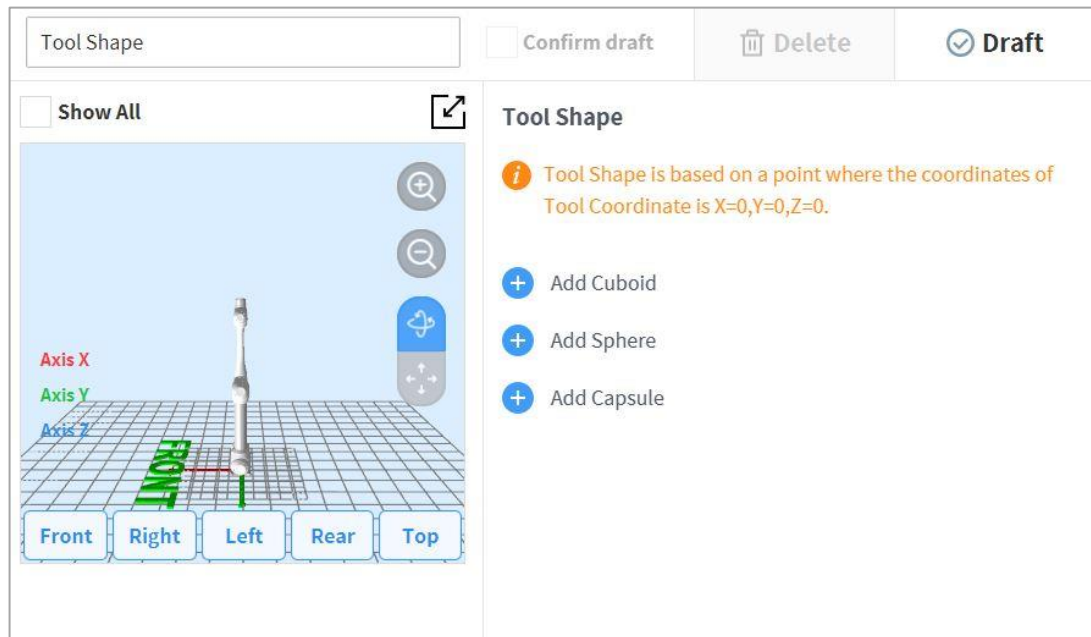 Tool Shape
Confirm draft
Delete
Draft
Show All
Axis X
Axis Y
Axis Z
FRONT
Front
Right
Left
Rear
Top
Tool Shape
Tool Shape is based on a point where the coordinates of
Tool Coordinate is X=0,Y=0,Z=0.
Add Cuboid
Add Sphere
Add Capsule